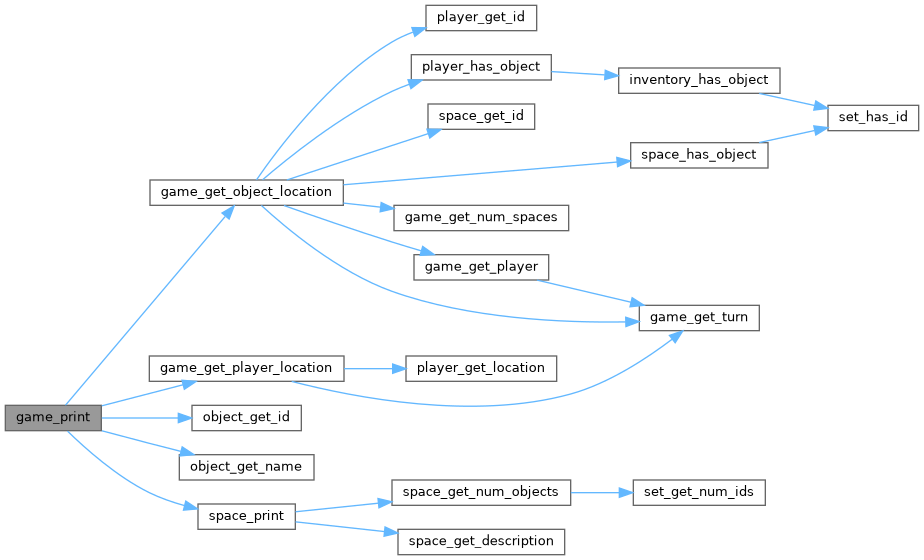 player_get_id
player_has_object
inventory_has_object
space_get_id
set_has_id
space_has_object
game_get_object_location
game_get_num_spaces
game_get_player
game_get_turn
game_get_player_location
player_get_location
game_print
object_get_id
object_get_name
space_get_num_objects
set_get_num_ids
space_print
space_get_description